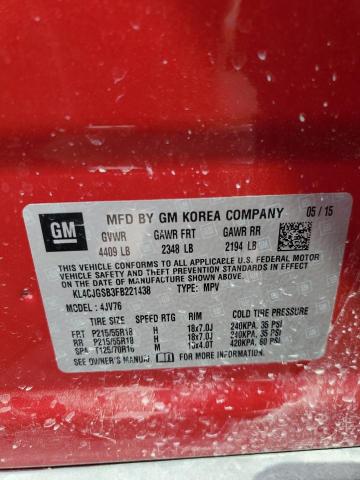 GM
MFD BY GM KOREA COMPANY 05/15
GVWR GAWR FRT GAWR RR
4409 LB 2348 LB 2194 LB
THIS VEHICLE CONFORMS TO ALL APPLICABLE U.S. FEDERAL MOTOR
VEHICLE SAFETY AND THEFT PREVENTION STANDARDS IN EFFECT ON
THE DATE OF MANUFACTURE SHOWN ABOVE.
KL4CJGSB3FB221438 TYPE: MPV
MODEL: 4JV76
TIRE SIZE SPEED RTG RIM COLD TIRE PRESSURE
FRT P215/55R18 H 18x7.0J 240KPA, 35 PSI
RR P215/55R18 H 18x7.0J 240KPA, 35 PSI
SPA T125/70R16 M 16x4.0T 420KPA, 60 PSI
SEE OWNER'S MANUAL FOR MORE INFORMATION.